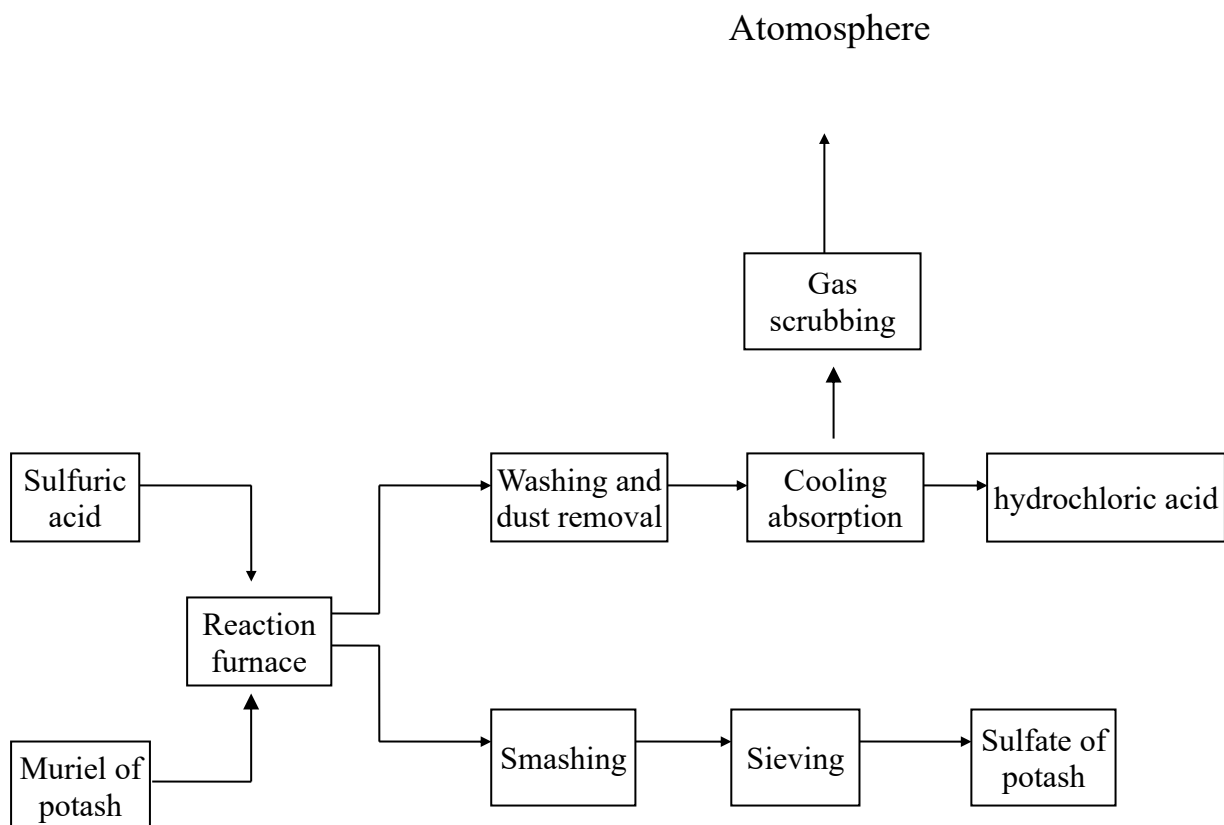 Atomosphere
Gas
scrubbing
Sulfuric
acid
Washing and
dust removal
Cooling
absorption
hydrochloric acid
Reaction
furnace
Muriel of
potash
Smashing
Sieving
Sulfate of
potash